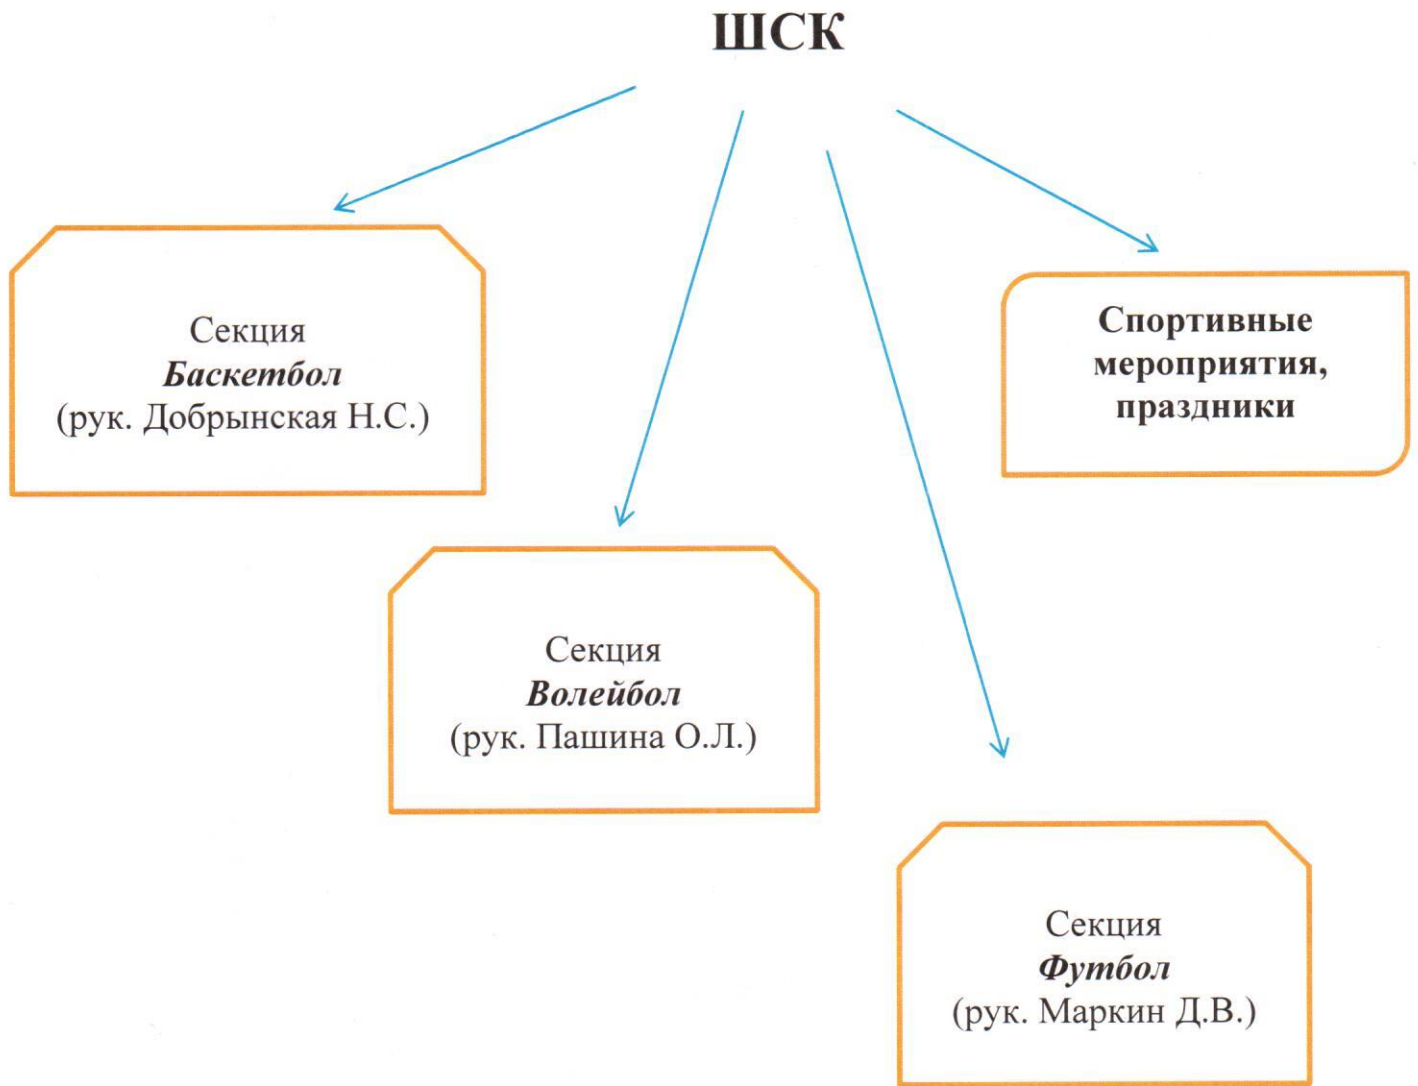 ШСК
Секция
Баскетбол
(рук. Добрынская Н.С.)
Спортивные
мероприятия,
праздники
Секция
Волейбол
(рук. Пашина О.Л.)
Секция
Футбол
(рук. Маркин Д.В.)